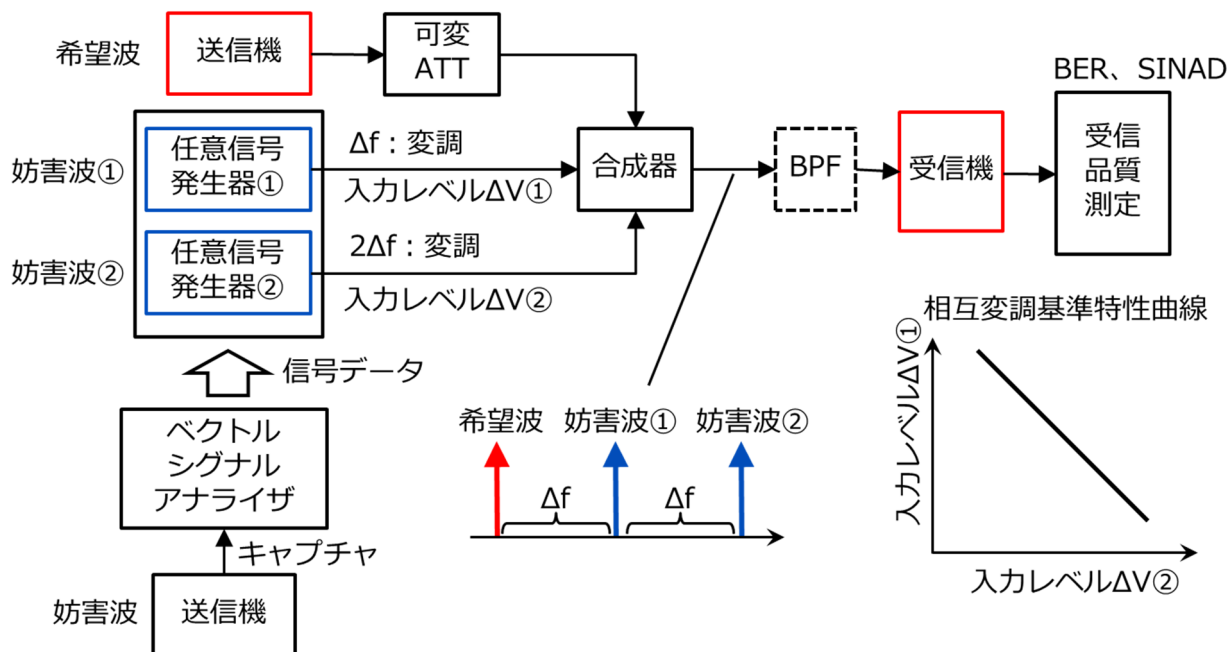 希望波
送信機
可変
ATT
BER、SINAD
妨害波①
任意信号
発生器①
Δf：変調
入力レベルΔV①
合成器
BPF
受信機
受信
品質
測定
妨害波②
任意信号
発生器②
2Δf：変調
入力レベルΔV②
信号データ
ベクトル
シグナル
アナライザ
キャプチャ
妨害波
送信機
希望波
妨害波①
妨害波②
Δf
Δf
相互変調基準特性曲線
入力レベルΔV①
入力レベルΔV②